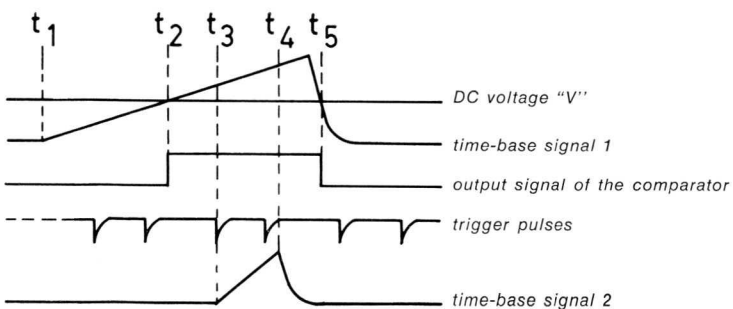 t1 t2 t3 t4 t5
DC voltage “V’’
time-base signal 1
output signal of the comparator
trigger pulses
time-base signal 2